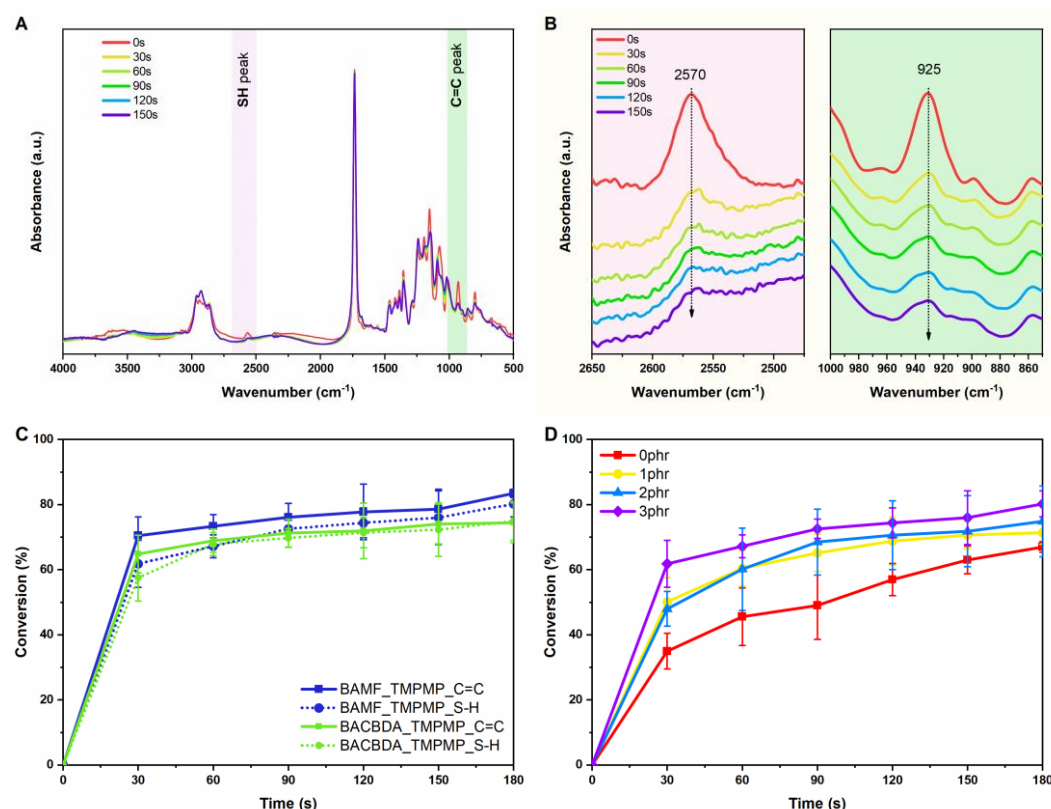 A
0s
30s
60s
90s
120s
150s
SH peak
C=C peak
Absorbance (a.u.)
4000
3500
3000
2500
2000
1500
1000
500
Wavenumber (cm⁻¹)
B
0s
30s
60s
90s
120s
150s
2570
925
Absorbance (a.u.)
2650
2600
2550
2500
Wavenumber (cm⁻¹)
1000
980
960
940
920
900
880
860
Wavenumber (cm⁻¹)
C
Conversion (%)
100
80
60
40
20
0
BAMF_TMPMP_C=C
BAMF_TMPMP_S-H
BACBDA_TMPMP_C=C
BACBDA_TMPMP_S-H
0
30
60
90
120
150
180
Time (s)
D
Conversion (%)
100
80
60
40
20
0
0phr
1phr
2phr
3phr
0
30
60
90
120
150
180
Time (s)